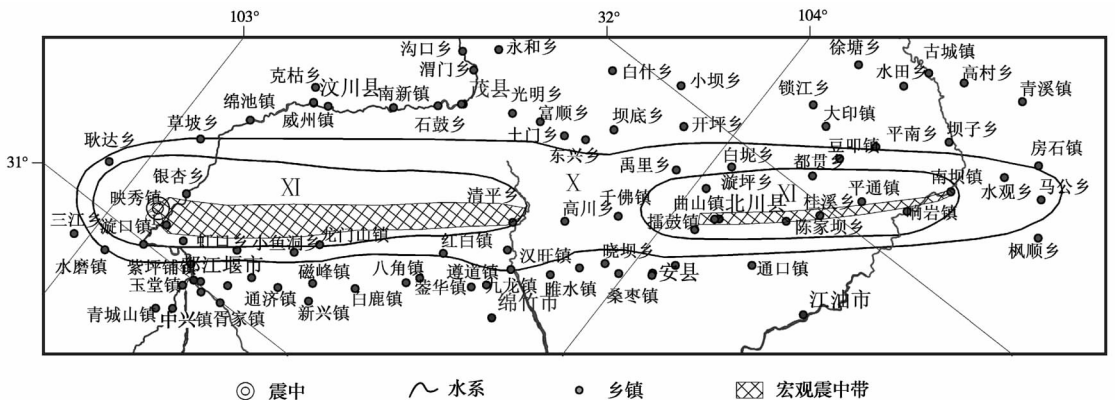 103°
32°
104°
31°
沟口乡
永和乡
渭门乡
克枯乡
汶川县
南新镇
茂县
绵池镇
威州镇
石鼓乡
光明乡
富顺乡
土门乡
东兴乡
草坡乡
耿达乡
白什乡
小坝乡
坝底乡
开坪乡
徐塘乡
古城镇
水田乡
高村乡
青溪镇
锁江乡
大印镇
豆叩镇
平南乡
坝子乡
房石镇
禹里乡
白坭乡
都贯乡
漩坪乡
南坝镇
水观乡
马公乡
银杏乡
映秀镇
Ⅺ
清平乡
Ⅹ
千佛镇
曲山镇
北川县
Ⅺ
桂溪乡
平通镇
响岩镇
高川乡
擂鼓镇
陈家坝乡
三江乡
漩口镇
虹口乡
小鱼洞乡
龙门山镇
红白镇
汉旺镇
晓坝乡
枫顺乡
水磨镇
紫坪铺镇
都江堰市
磁峰镇
八角镇
遵道镇
安县
通口镇
玉堂镇
通济镇
白鹿镇
蓥华镇
九龙镇
睢水镇
桑枣镇
绵竹市
江油市
青城山镇
中兴镇
胥家镇
新兴镇
震中
水系
乡镇
宏观震中带